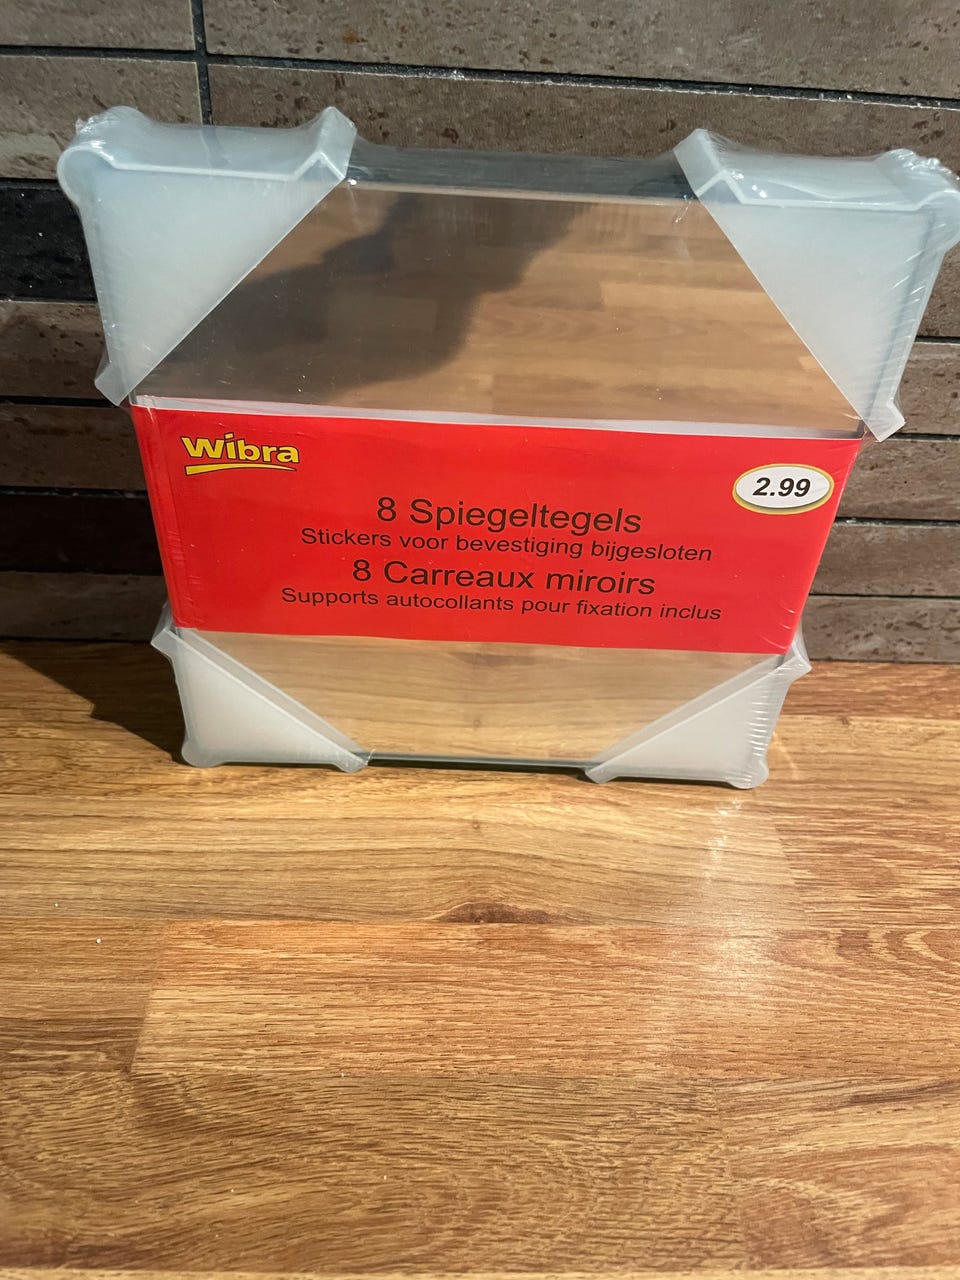 Wibra
2.99
8 Spiegeltegels
Stickers voor bevestiging bijgesloten
8 Carreaux miroirs
Supports autocollants pour fixation inclus